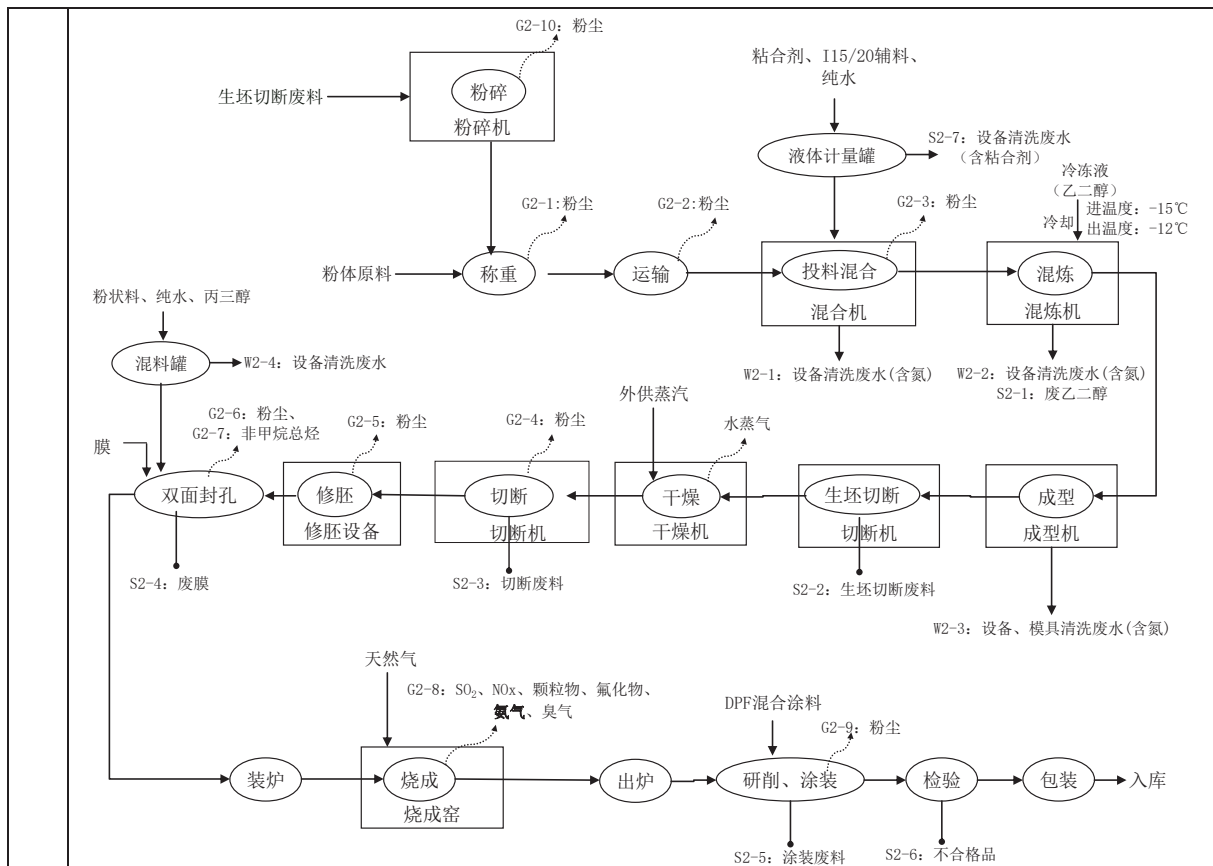 G2-10：粉尘
粉碎
粉碎机
生坯切断废料
粘合剂、I15/20辅料、
纯水
液体计量罐
S2-7：设备清洗废水
（含粘合剂）
冷冻液
（乙二醇）
冷却
进温度：-15℃
出温度：-12℃
G2-1:粉尘
G2-2:粉尘
G2-3：粉尘
粉体原料
称重
运输
投料混合
混合机
混炼
混炼机
粉状料、纯水、丙三醇
混料罐
W2-4：设备清洗废水
W2-1：设备清洗废水(含氮)
W2-2：设备清洗废水(含氮)
S2-1：废乙二醇
外供蒸汽
G2-6：粉尘、
G2-7：非甲烷总烃
G2-5：粉尘
G2-4：粉尘
水蒸气
膜
双面封孔
修胚
修胚设备
切断
切断机
干燥
干燥机
生坯切断
切断机
成型
成型机
S2-4：废膜
S2-3：切断废料
S2-2：生坯切断废料
W2-3：设备、模具清洗废水(含氮)
天然气
G2-8：SO₂、NOx、颗粒物、氟化物、
氨气、臭气
DPF混合涂料
G2-9：粉尘
装炉
烧成
烧成窑
出炉
研削、涂装
检验
包装
入库
S2-5：涂装废料
S2-6：不合格品